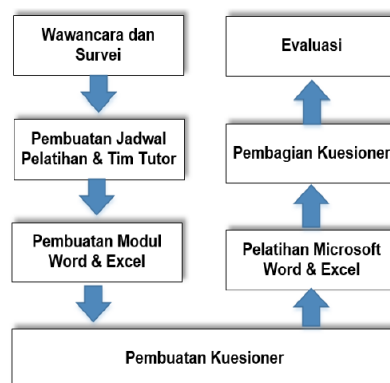 Wawancara dan
Survei
Pembuatan Jadwal
Pelatihan & Tim Tutor
Pembuatan Modul
Word & Excel
Pembuatan Kuesioner
Pelatihan Microsoft
Word & Excel
Pembagian Kuesioner
Evaluasi